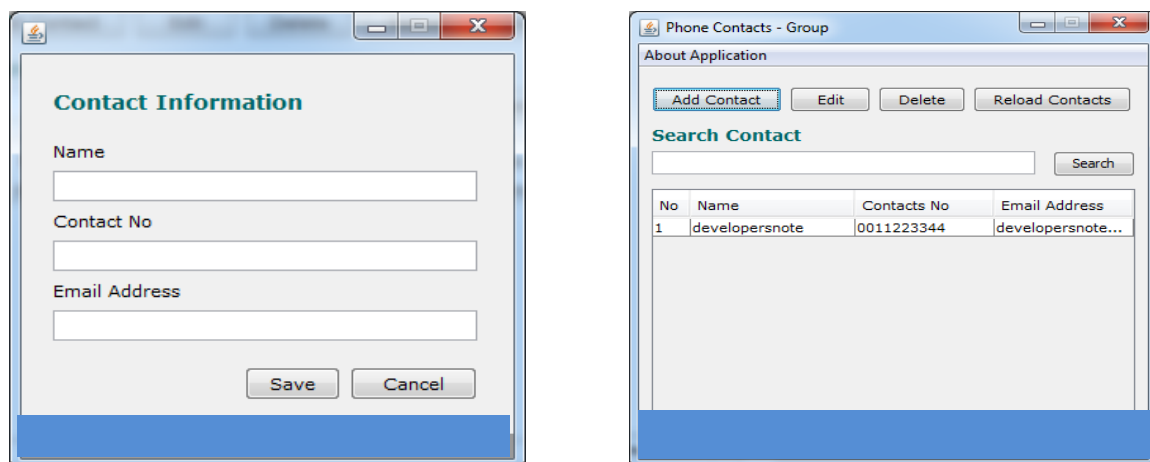 Contact Information
Name
Contact No
Email Address
Save Cancel
Phone Contacts - Group
About Application
Add Contact Edit Delete Reload Contacts
Search Contact
Search
No Name Contacts No Email Address
1 developersnote 0011223344 developersnote...